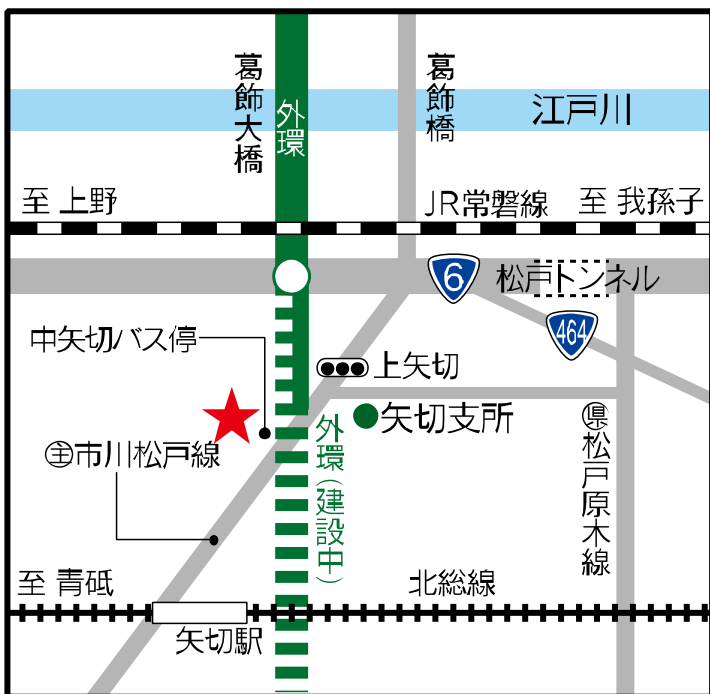 葛飾大橋
外環
葛飾橋
江戸川
至 上野
JR常磐線
至 我孫子
6
松戸トンネル
464
中矢切バス停
上矢切
矢切支所
㊤市川松戸線
外環(建設中)
㊩松戸原木線
至 青砥
北総線
矢切駅